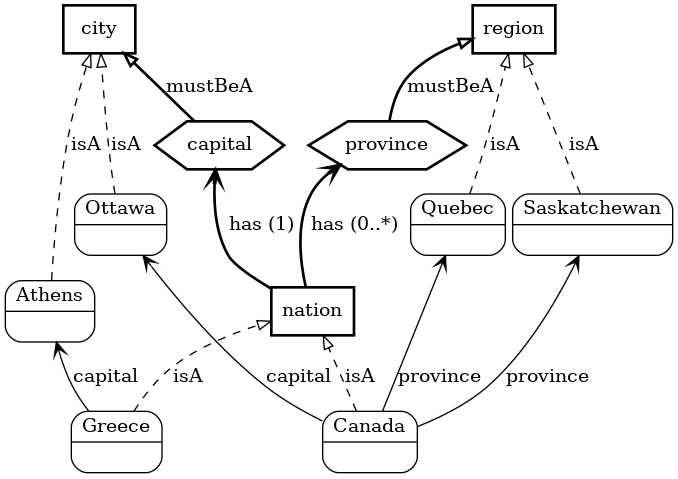 city
region
mustBeA
mustBeA
capital
province
isA
isA
isA
isA
Ottawa
Quebec
Saskatchewan
has (1)
has (0..*)
Athens
nation
capital
isA
capital
isA
province
province
Greece
Canada